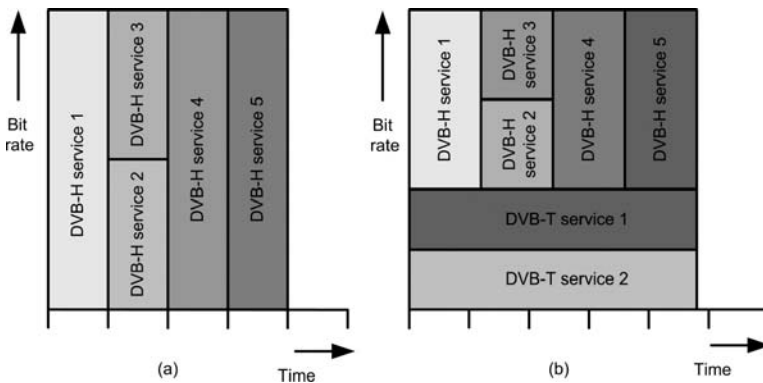 Bit
rate
DVB-H service 1
DVB-H service 3
DVB-H service 2
DVB-H service 4
DVB-H service 5
(a)
Time
Bit
rate
DVB-H service 1
DVB-H
service 3
DVB-H
service 2
DVB-H service 4
DVB-H service 5
DVB-T service 1
DVB-T service 2
(b)
Time